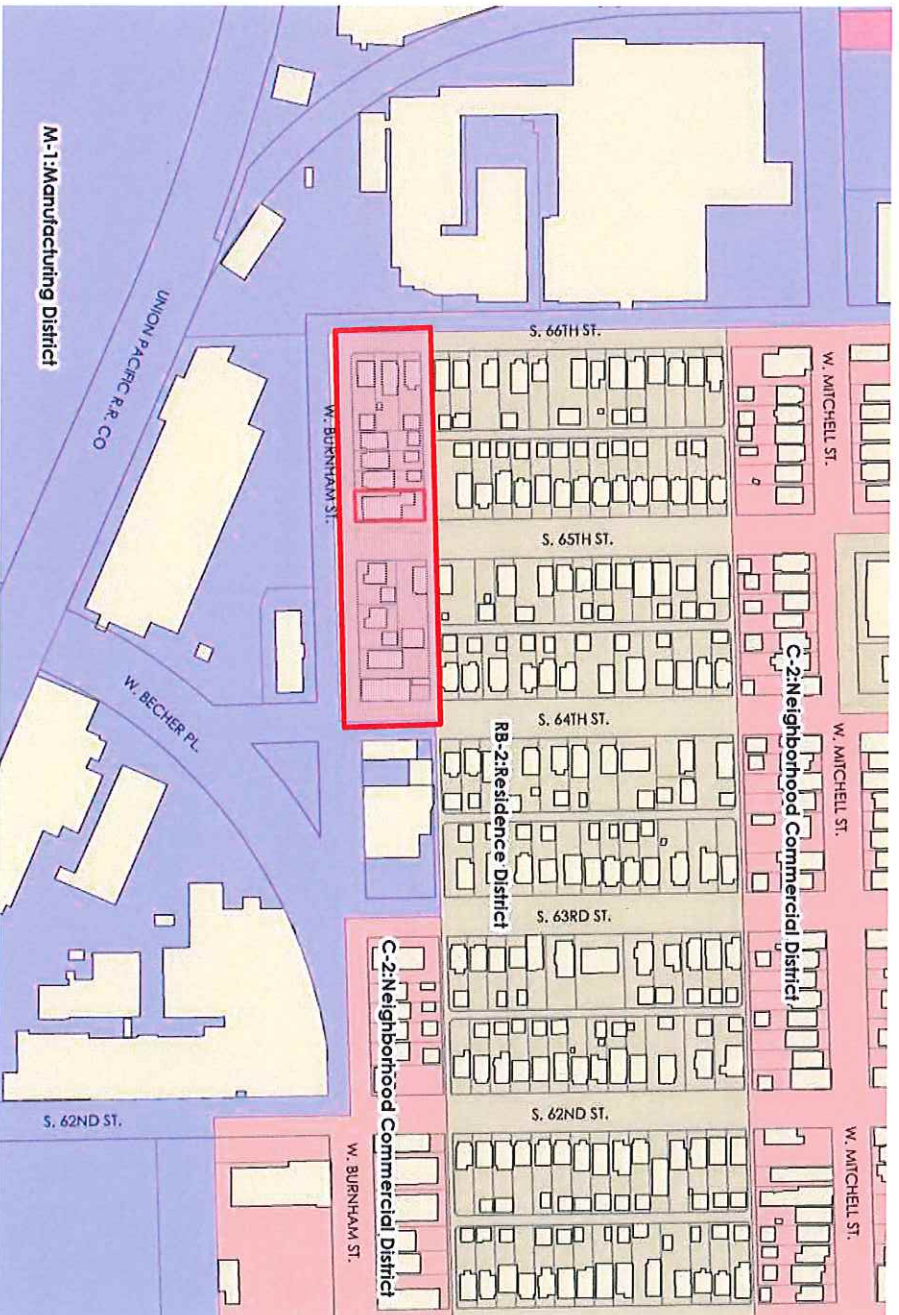 M-1:Manufacturing District
UNION PACIFIC R.R. CO
W. BURNHAM ST.
S. 66TH ST.
W. MITCHELL ST.
S. 65TH ST.
C-2:Neighborhood Commercial District
W. BECHER PL.
S. 64TH ST.
RB-2:Residence District
W. MITCHELL ST.
S. 63RD ST.
C-2:Neighborhood Commercial District
S. 62ND ST.
S. 62ND ST.
W. BURNHAM ST.
W. MITCHELL ST.